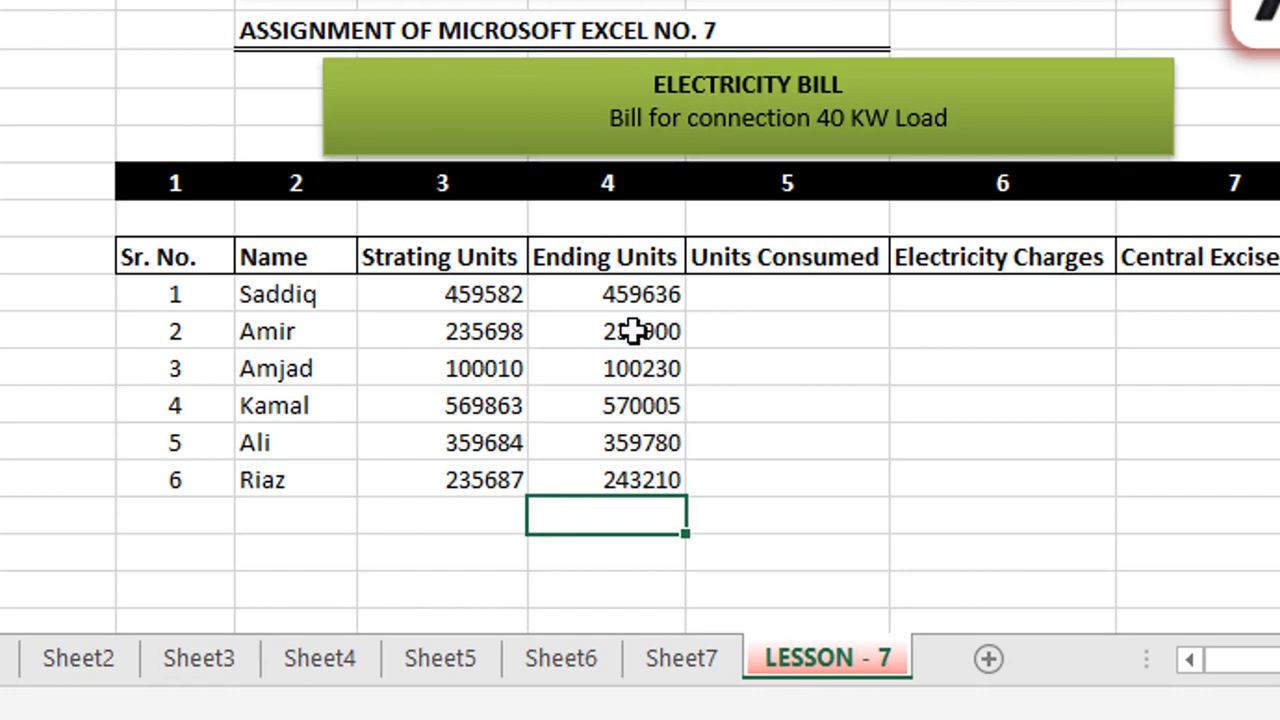 ASSIGNMENT OF MICROSOFT EXCEL NO. 7
ELECTRICITY BILL
Bill for connection 40 KW Load
1 2 3 4 5 6 7
Sr. No. Name Strating Units Ending Units Units Consumed Electricity Charges Central Excise
1 Saddiq 459582 459636
2 Amir 235698
3 Amjad 100010 100230
4 Kamal 569863 570005
5 Ali 359684 359780
6 Riaz 235687 243210
Sheet2 Sheet3 Sheet4 Sheet5 Sheet6 Sheet7 LESSON - 7